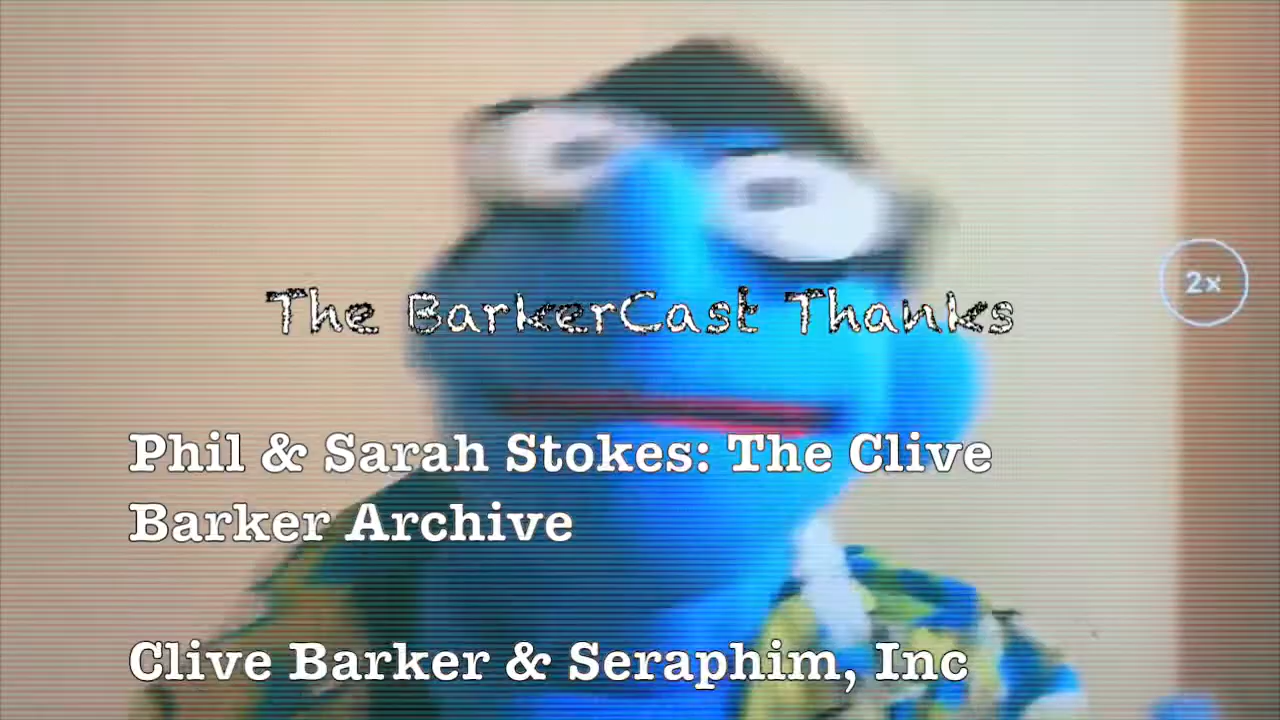 2x
The BarkerCast Thanks
Phil & Sarah Stokes: The Clive
Barker Archive
Clive Barker & Seraphim, Inc